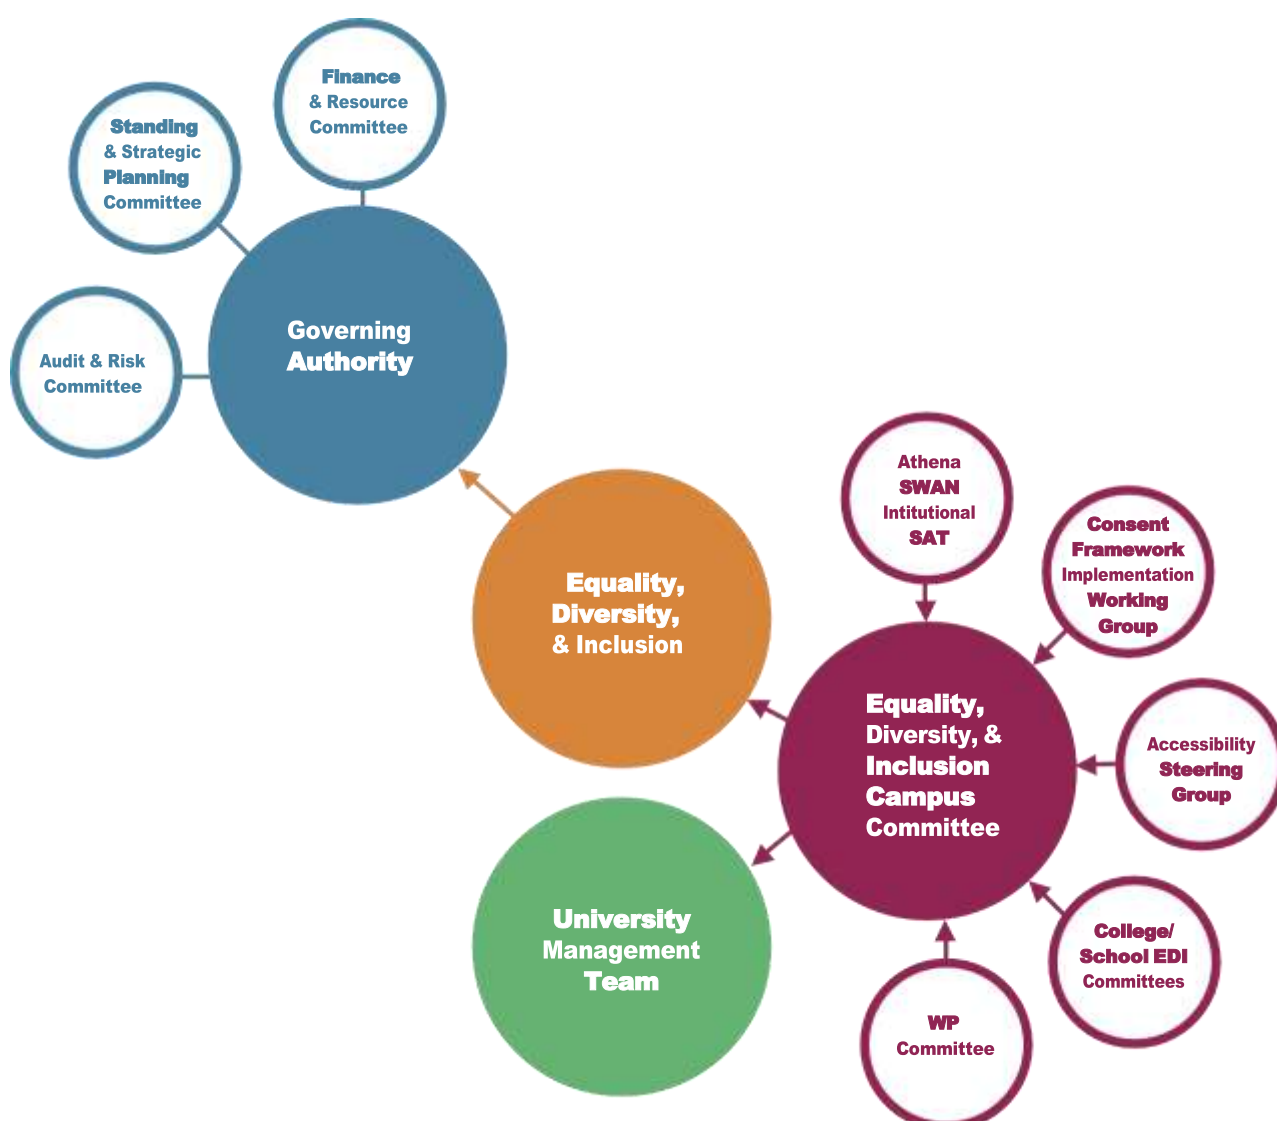 Finance
& Resource
Committee
Standing
& Strategic
Planning
Committee
Governing
Authority
Audit & Risk
Committee
Athena
SWAN
Intitutional
SAT
Consent
Framework
Implementation
Working
Group
Equality,
Diversity,
& Inclusion
Equality,
Diversity, &
Inclusion
Campus
Committee
Accessibility
Steering
Group
University
Management
Team
College/
School EDI
Committees
WP
Committee